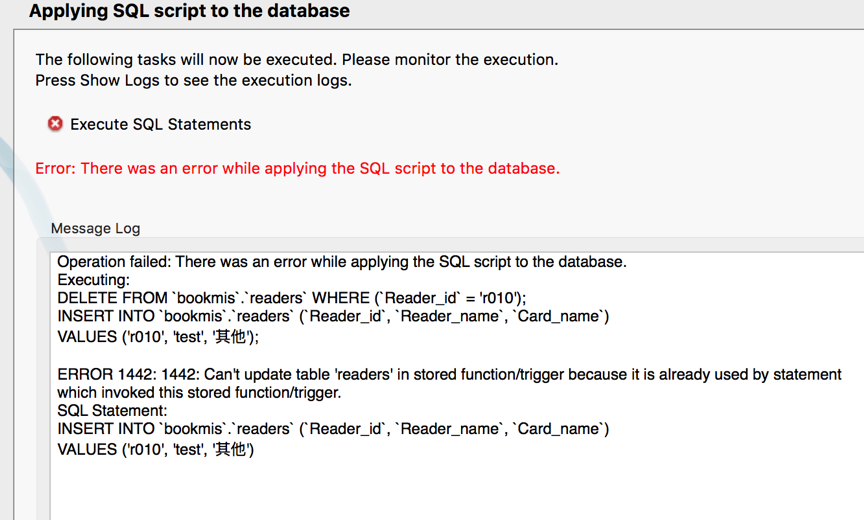 Applying SQL script to the database
The following tasks will now be executed. Please monitor the execution.
Press Show Logs to see the execution logs.
Execute SQL Statements
Error: There was an error while applying the SQL script to the database.
Message Log
Operation failed: There was an error while applying the SQL script to the database.
Executing:
DELETE FROM `bookmis`.`readers` WHERE (`Reader_id` = 'r010');
INSERT INTO `bookmis`.`readers` (`Reader_id`, `Reader_name`, `Card_name`)
VALUES ('r010', 'test', '其他');
ERROR 1442: 1442: Can't update table 'readers' in stored function/trigger because it is already used by statement
which invoked this stored function/trigger.
SQL Statement:
INSERT INTO `bookmis`.`readers` (`Reader_id`, `Reader_name`, `Card_name`)
VALUES ('r010', 'test', '其他')